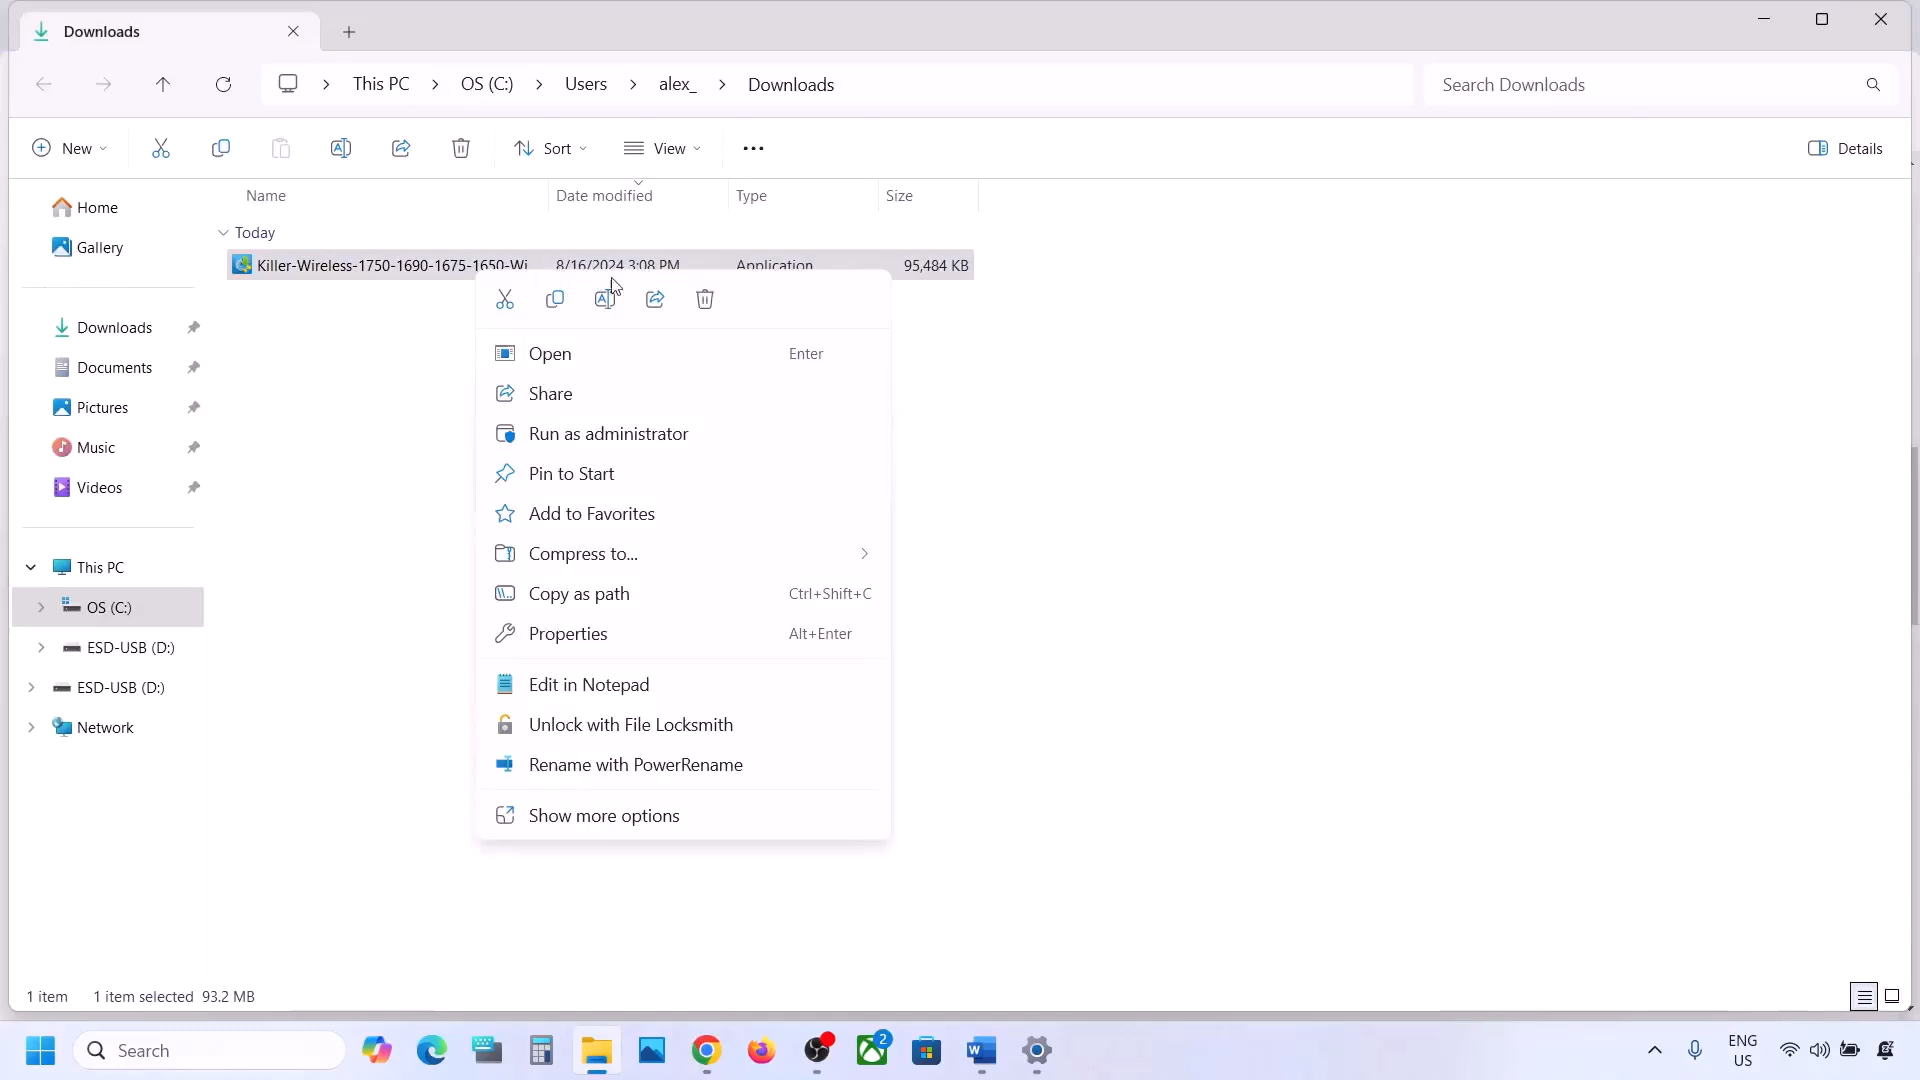 Downloads
This PC
OS (C:)
Users
alex_
Downloads
Search Downloads
New
Sort
View
Details
Name
Date modified
Type
Size
Home
Gallery
Downloads
Documents
Pictures
Music
Videos
This PC
OS (C:)
ESD-USB (D:)
ESD-USB (D:)
Network
Today
Killer-Wireless-1750-1690-1675-1650-Wi 8/16/2024 3:08 PM Application 95,484 KB
Open Enter
Share
Run as administrator
Pin to Start
Add to Favorites
Compress to...
Copy as path Ctrl+Shift+C
Properties Alt+Enter
Edit in Notepad
Unlock with File Locksmith
Rename with PowerRename
Show more options
1 item 1 item selected 93.2 MB
Search
2
ENG
US